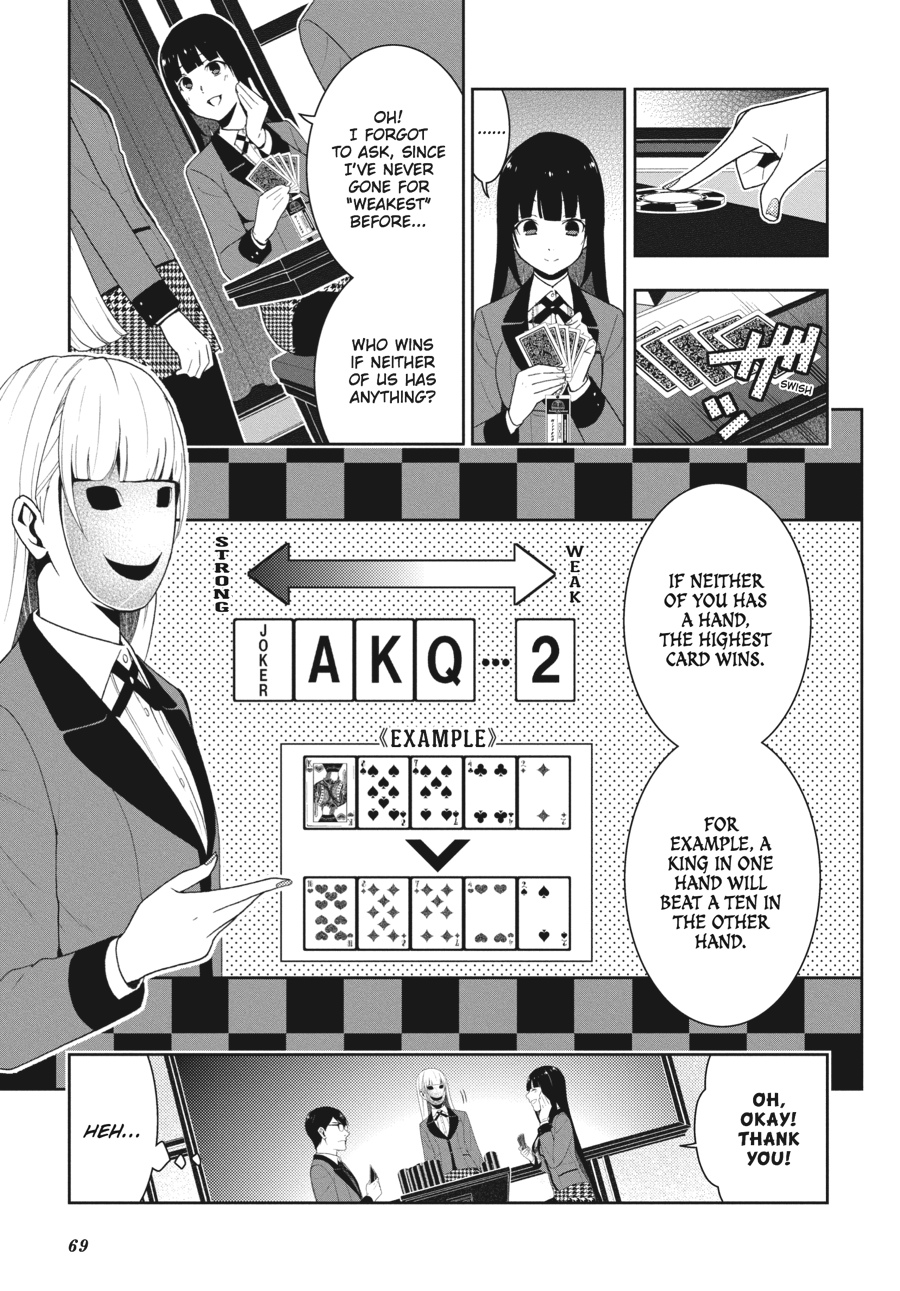 SWISH
......
OH!
I FORGOT
TO ASK, SINCE
I'VE NEVER
GONE FOR
"WEAKEST"
BEFORE...
WHO WINS
IF NEITHER
OF US HAS
ANYTHING?
IF NEITHER
OF YOU HAS
A HAND,
THE HIGHEST
CARD WINS.
STRONG
WEAK
JOKER A K Q ... 2
《EXAMPLE》
FOR
EXAMPLE, A
KING IN ONE
HAND WILL
BEAT A TEN IN
THE OTHER
HAND.
OH,
OKAY!
THANK
YOU!
HEH...
69